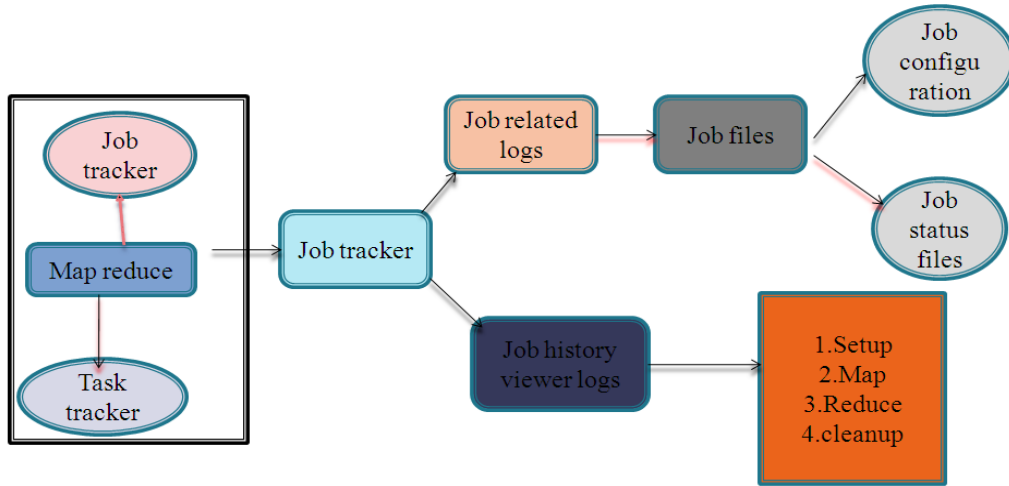 Job
tracker
Map reduce
Task
tracker
Job tracker
Job related
logs
Job files
Job
configu
ration
Job
status
files
Job history
viewer logs
1.Setup
2.Map
3.Reduce
4.cleanup